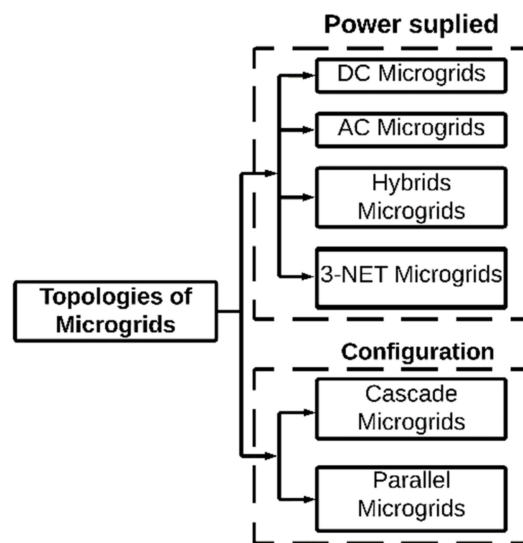 Power suplied
DC Microgrids
AC Microgrids
Hybrids
Microgrids
3-NET Microgrids
Topologies of
Microgrids
Configuration
Cascade
Microgrids
Parallel
Microgrids